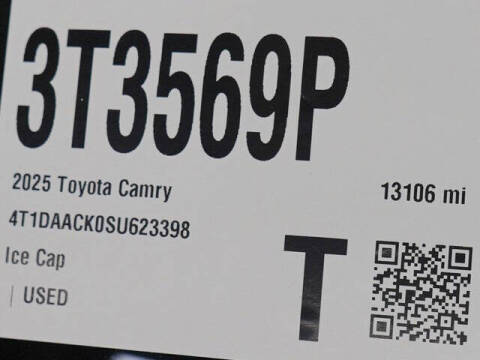 3T3569P
2025 Toyota Camry
13106 mi
4T1DAACK0SU623398
Ice Cap
| USED
T